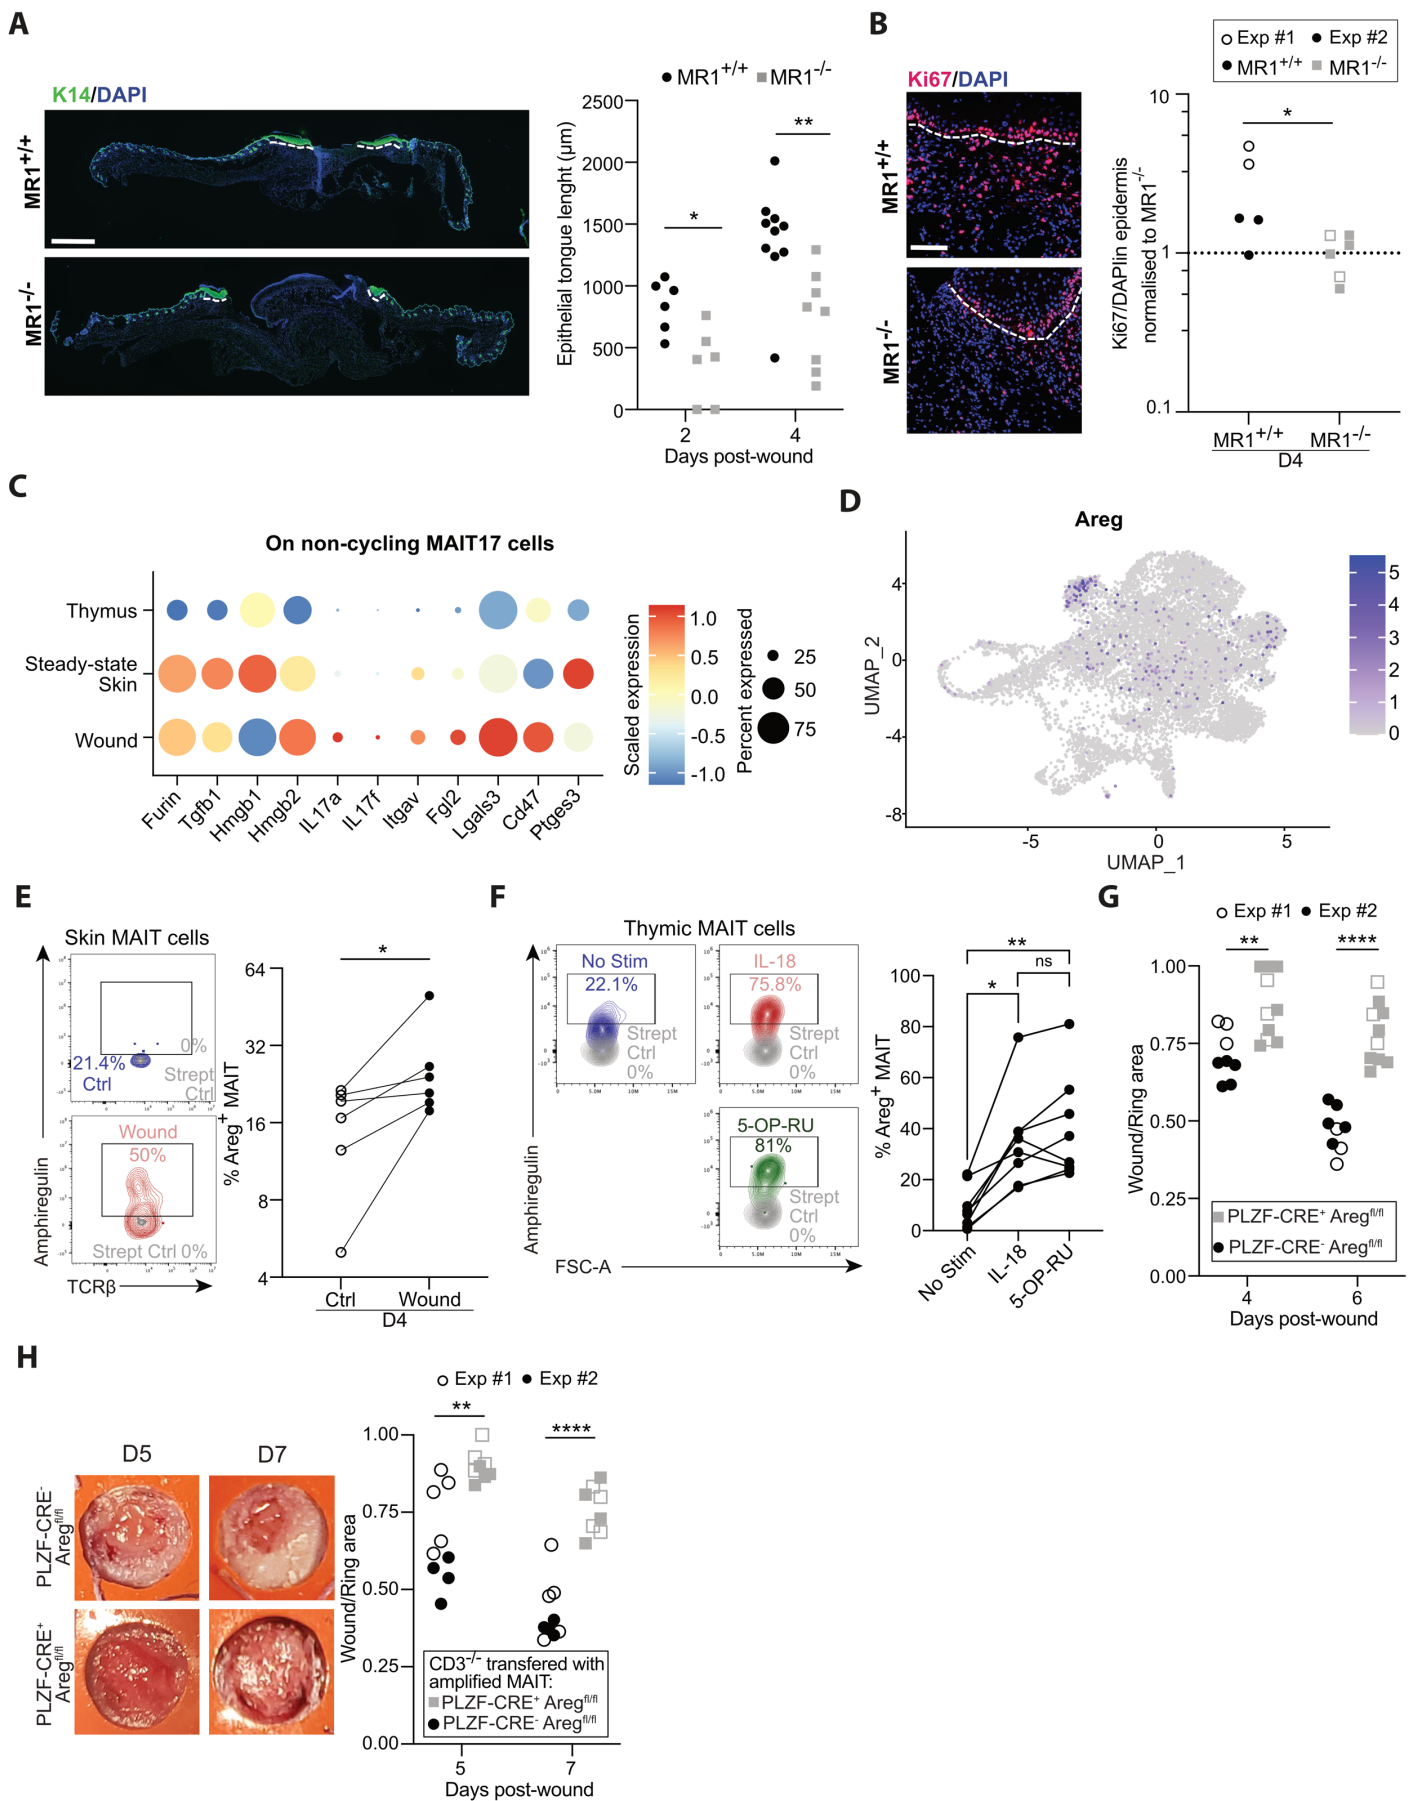 A
K14/DAPI
MR1+/+
MR1-/-
MR1+/+ MR1-/-
Epithelial tongue lenght (µm)
2500
2000
1500
1000
500
0
*
**
2 4
Days post-wound
B
Ki67/DAPI
MR1+/+
MR1-/-
Exp #1 Exp #2
MR1+/+ MR1-/-
Ki67/DAPIin epidermis
normalised to MR1-/-
10
1
0.1
*
MR1+/+ MR1-/-
D4
C
On non-cycling MAIT17 cells
Thymus
Steady-state
Skin
Wound
Furin
Tgfb1
Hmgb1
Hmgb2
IL17a
IL17f
Itgav
Fgl2
Lgals3
Cd47
Ptges3
Scaled expression
1.0
0.5
0.0
-0.5
-1.0
Percent expressed
25
50
75
D
Areg
UMAP_2
4
0
-4
-8
-5 0 5
UMAP_1
5
4
3
2
1
0
E
Skin MAIT cells
21.4%
Ctrl
0%
Strept
Ctrl
Wound
50%
Strept Ctrl 0%
Amphiregulin
TCRβ
% Areg+ MAIT
64
32
16
8
4
*
Ctrl Wound
D4
F
Thymic MAIT cells
No Stim
22.1%
Strept
Ctrl
0%
IL-18
75.8%
Strept
Ctrl
0%
5-OP-RU
81%
Strept
Ctrl
0%
Amphiregulin
FSC-A
% Areg+ MAIT
100
80
60
40
20
0
**
ns
*
No Stim
IL-18
5-OP-RU
G
Exp #1 Exp #2
** ****
Wound/Ring area
1.00
0.75
0.50
0.25
0.00
PLZF-CRE+ Aregfl/fl
PLZF-CRE- Aregfl/fl
4 6
Days post-wound
H
D5 D7
PLZF-CRE-
Aregfl/fl
PLZF-CRE+
Aregfl/fl
Exp #1 Exp #2
**
****
Wound/Ring area
1.00
0.75
0.50
0.25
0.00
CD3-/- transfered with
amplified MAIT:
PLZF-CRE+ Aregfl/fl
PLZF-CRE- Aregfl/fl
5 7
Days post-wound